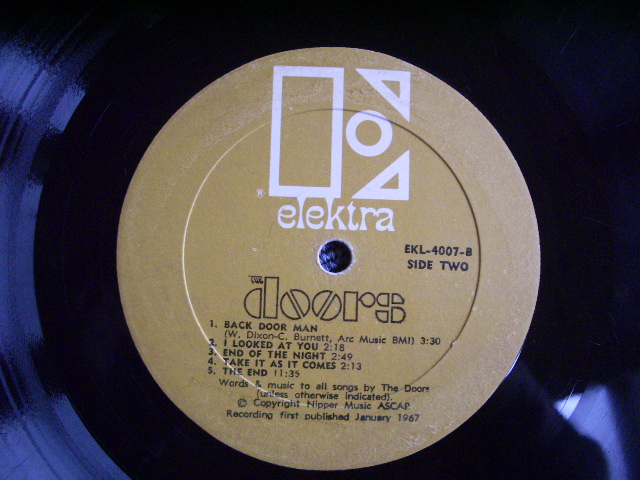 ®
elektra
EKL-4007-B
SIDE TWO
THE
doors
1. BACK DOOR MAN
(W. Dixon-C. Burnett, Arc Music BMI) 3:30
2. I LOOKED AT YOU 2:18
3. END OF THE NIGHT 2:49
4. TAKE IT AS IT COMES 2:13
5. THE END 11:35
Words & music to all songs by The Doors
(unless otherwise indicated).
© Copyright Nipper Music ASCAP
Recording first published January 1967